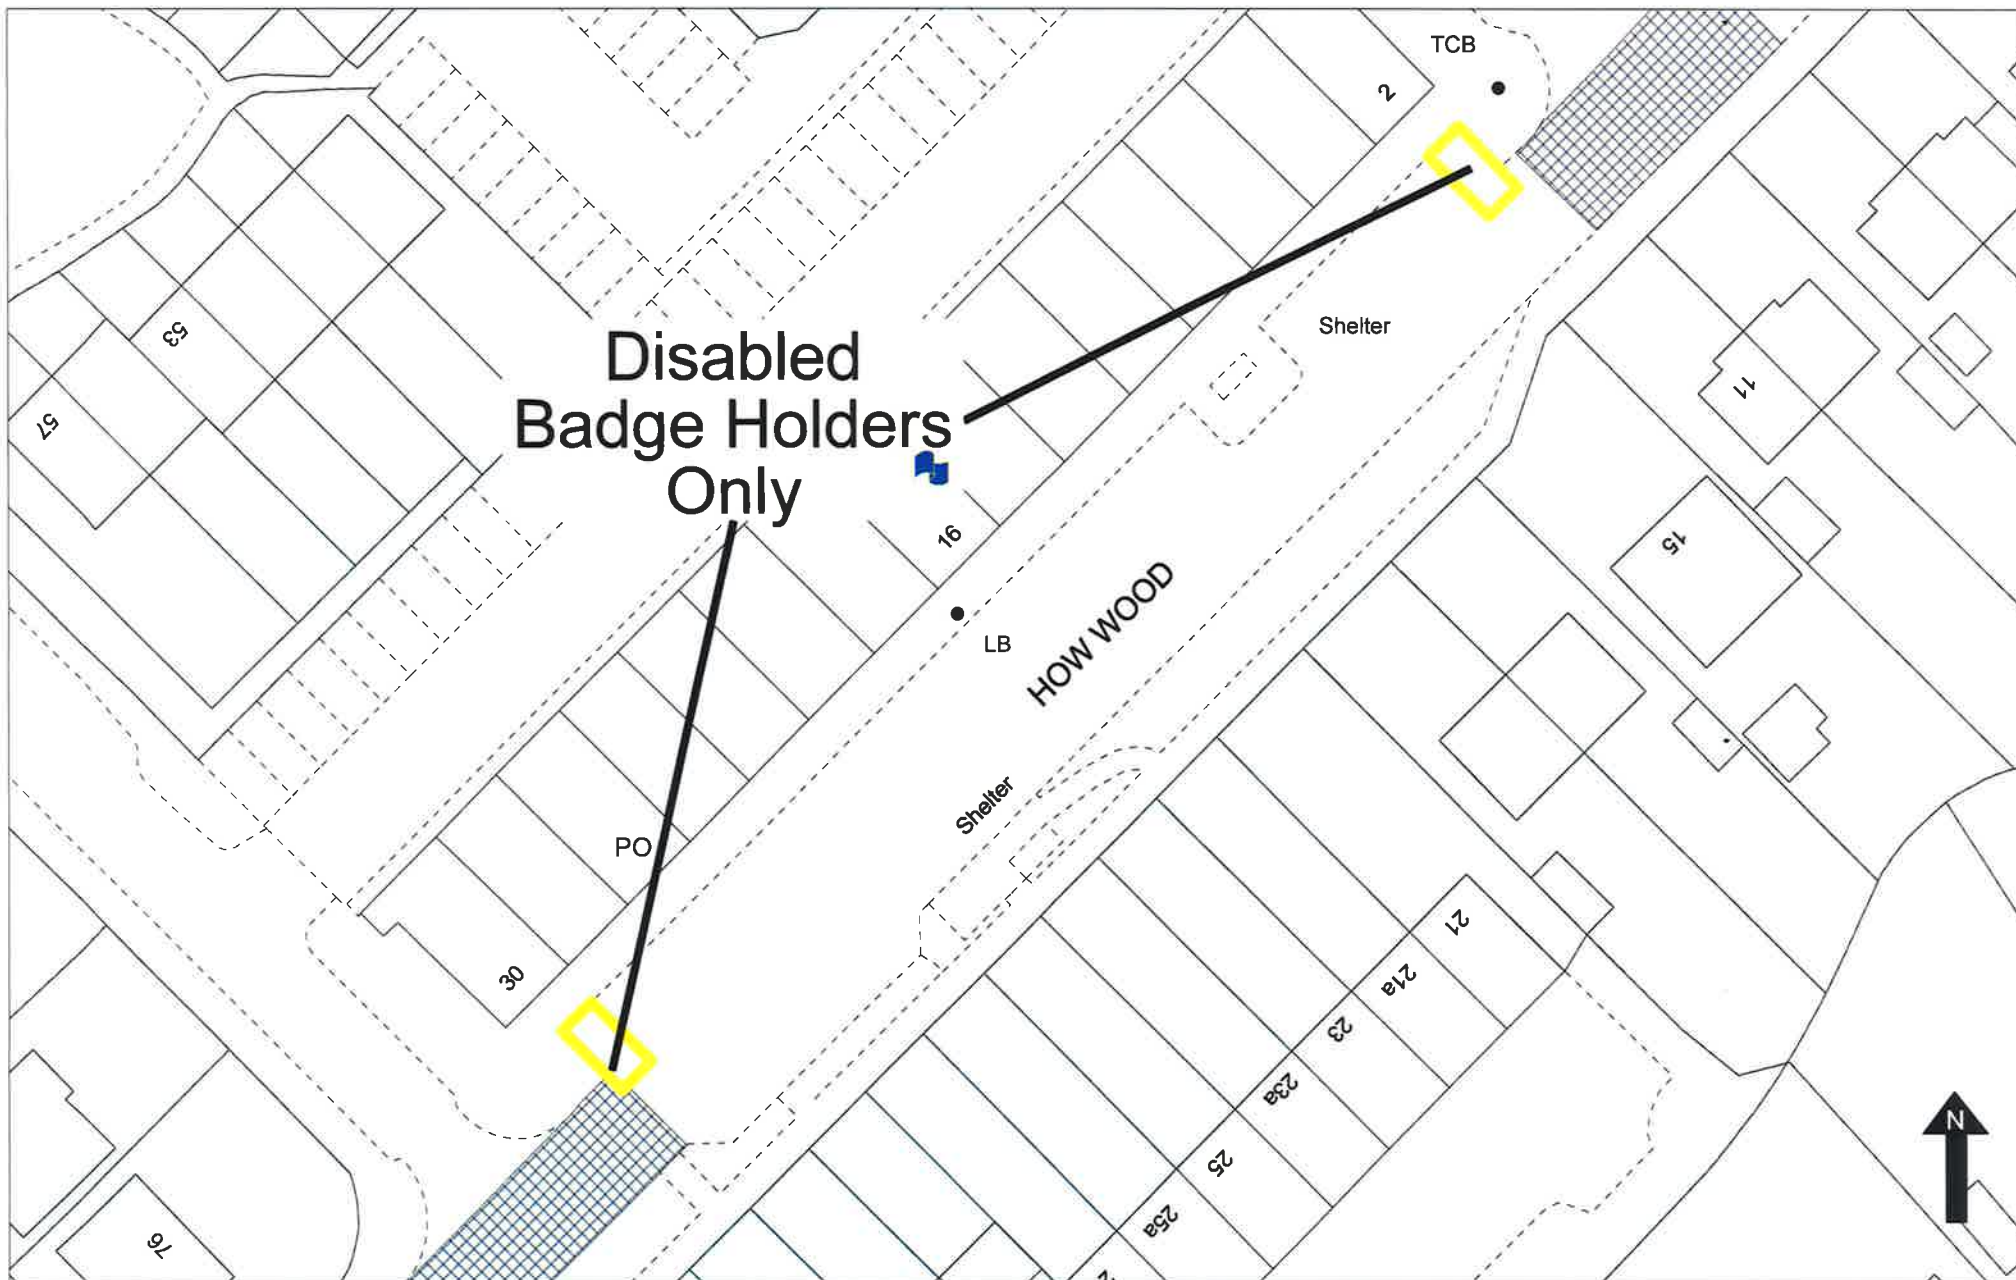 TCB
2
Shelter
53
57
11
Disabled
Badge Holders
Only
16
15
LB
HOW WOOD
Shelter
PO
21
30
21a
23
23a
N
25
25a
76